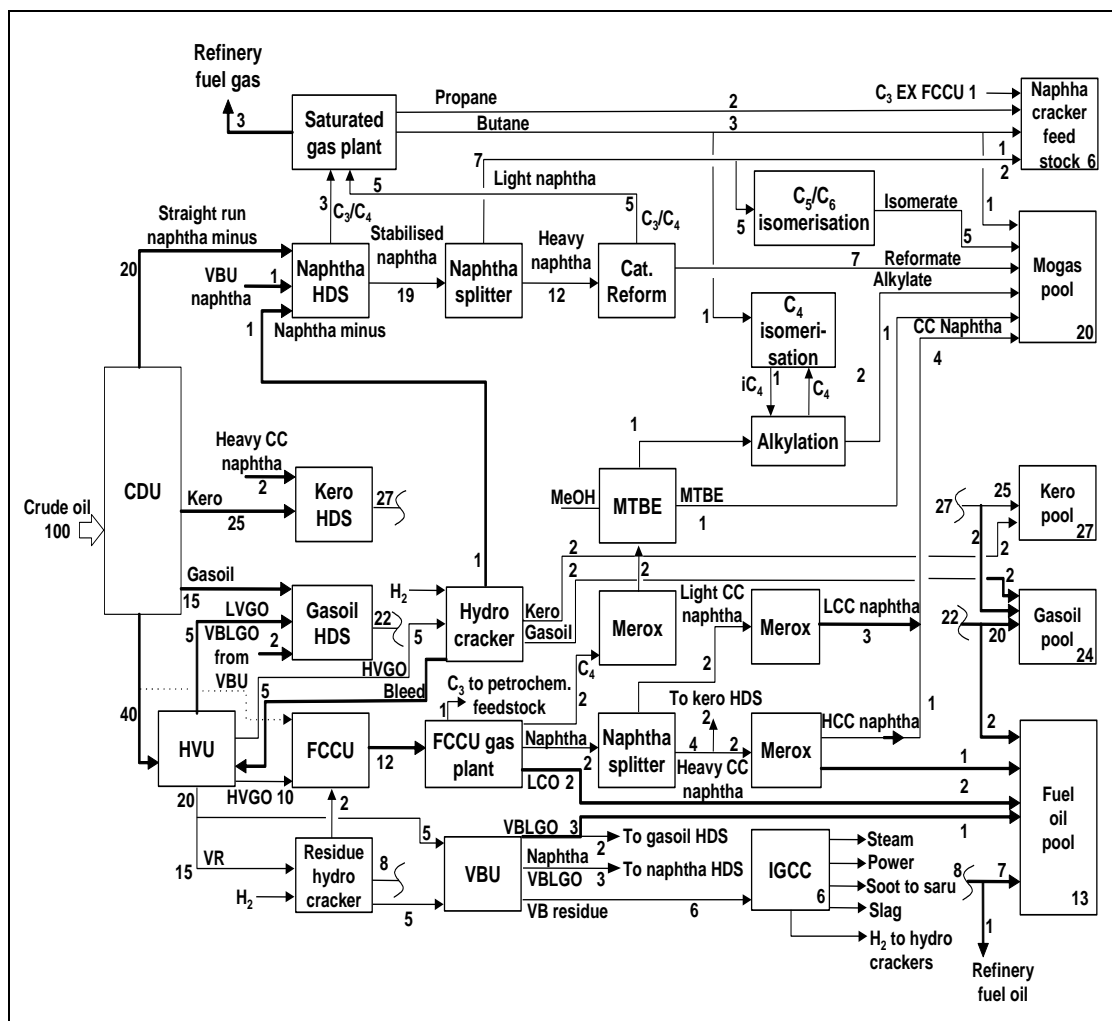 Refinery
fuel gas
3
Saturated
gas plant
Propane
2
Butane
3
C₃ EX FCCU 1
Naphha
cracker
feed
stock 6
7
1
2
Light naphtha
5
5
3
C₃/C₄
C₃/C₄
C₅/C₆
isomerisation
5
Isomerate
5
1
Straight run
naphtha minus
20
VBU
naphtha
1
1
Naphtha minus
Naphtha
HDS
Stabilised
naphtha
19
Naphtha
splitter
Heavy
naphtha
12
Cat.
Reform
7
Reformate
Alkylate
CC Naphtha
4
Mogas
pool
20
C₄
isomeri-
sation
1
1
2
iC₄
1
C₄
Alkylation
1
CDU
Crude oil
100
Heavy CC
naphtha
2
Kero
25
Kero
HDS
27
MeOH
MTBE
MTBE
1
27
25
2
2
Kero
pool
27
Gasoil
15
LVGO
5
VBLGO
2
from
VBU
Gasoil
HDS
22
H₂
1
Hydro
cracker
5
HVGO
Bleed
5
Kero
2
Gasoil
2
2
Merox
C₄
2
Light CC
naphtha
2
Merox
LCC naphtha
3
2
22
20
Gasoil
pool
24
40
HVU
20
HVGO 10
FCCU
12
2
C₃ to petrochem.
feedstock
1
FCCU gas
plant
Naphtha
2
LCO 2
Naphtha
splitter
To kero HDS
2
4
2
Heavy CC
naphtha
Merox
HCC naphtha
1
1
2
1
2
Fuel
oil
pool
13
VR
15
H₂
Residue
hydro
cracker
8
5
5
VBU
VBLGO
3
To gasoil HDS
Naphtha
2
To naphtha HDS
VBLGO
3
VB residue
6
IGCC
6
Steam
Power
Soot to saru
Slag
H₂ to hydro
crackers
8
7
1
Refinery
fuel oil